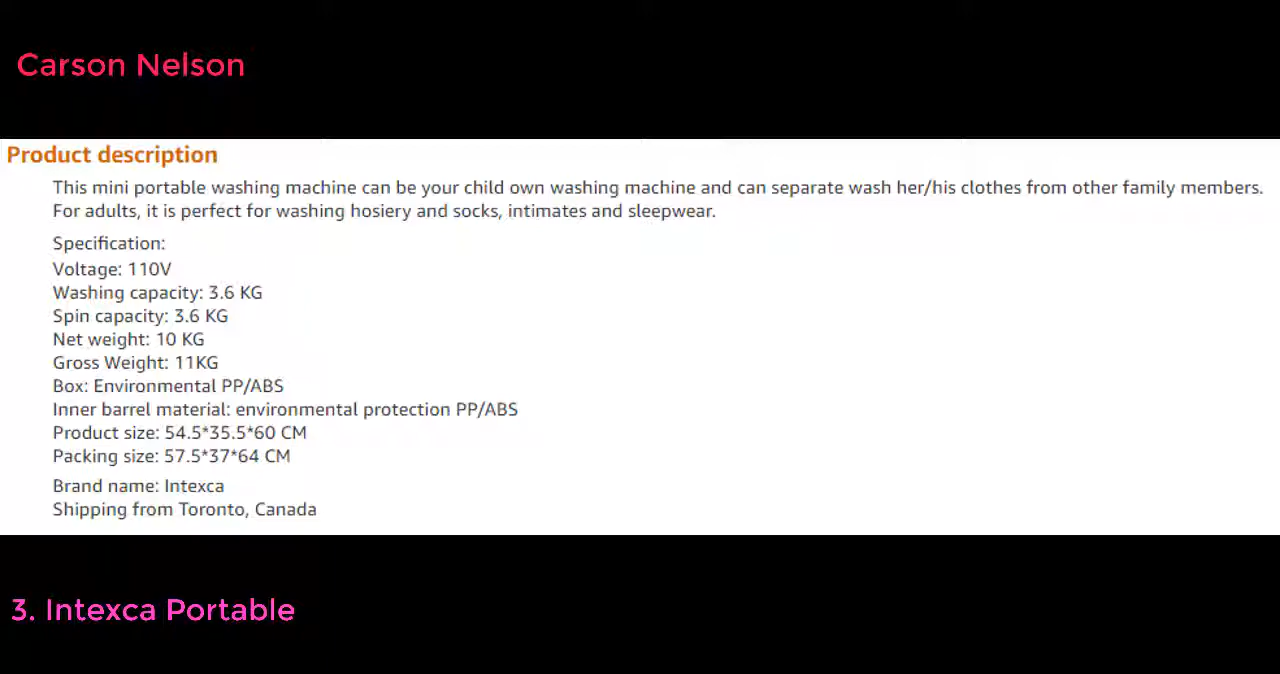 Carson Nelson
Product description
This mini portable washing machine can be your child own washing machine and can separate wash her/his clothes from other family members.
For adults, it is perfect for washing hosiery and socks, intimates and sleepwear.
Specification:
Voltage: 110V
Washing capacity: 3.6 KG
Spin capacity: 3.6 KG
Net weight: 10 KG
Gross Weight: 11KG
Box: Environmental PP/ABS
Inner barrel material: environmental protection PP/ABS
Product size: 54.5*35.5*60 CM
Packing size: 57.5*37*64 CM
Brand name: Intexca
Shipping from Toronto, Canada
3. Intexca Portable